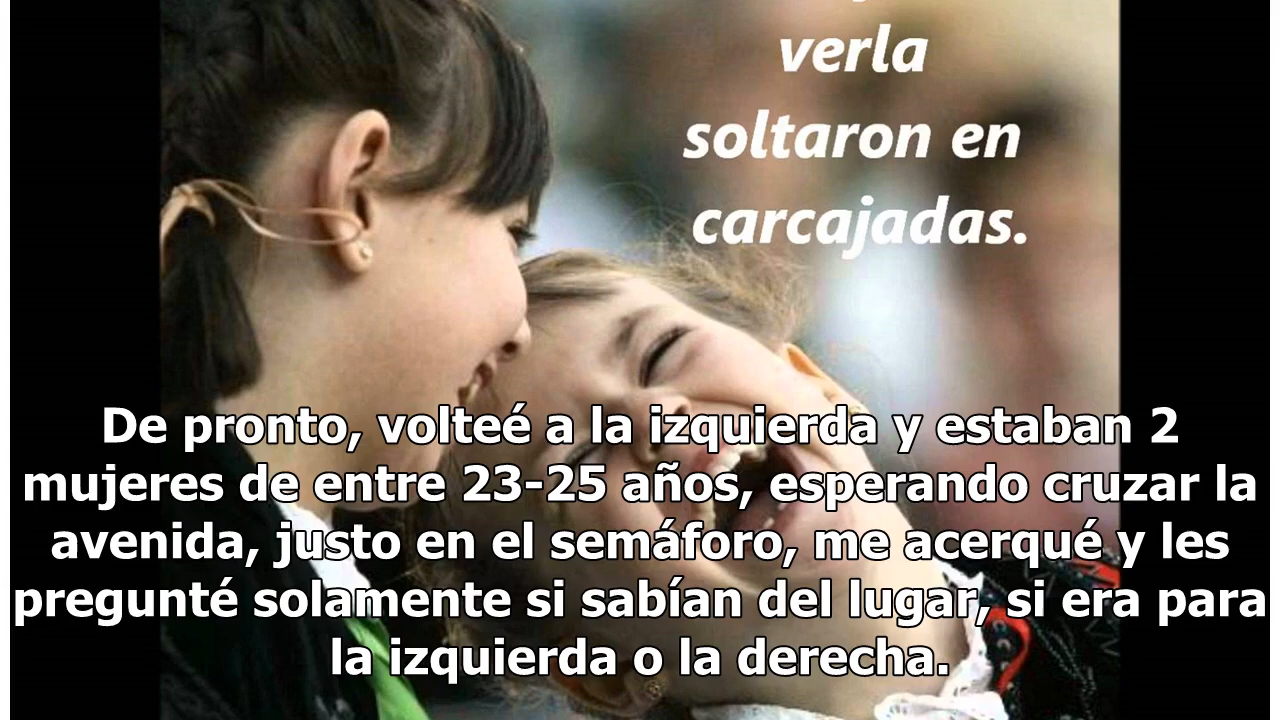 verla
soltaron en
carcajadas.
De pronto, volteé a la izquierda y estaban 2
mujeres de entre 23-25 años, esperando cruzar la
avenida, justo en el semáforo, me acerqué y les
pregunté solamente si sabían del lugar, si era para
la izquierda o la derecha.